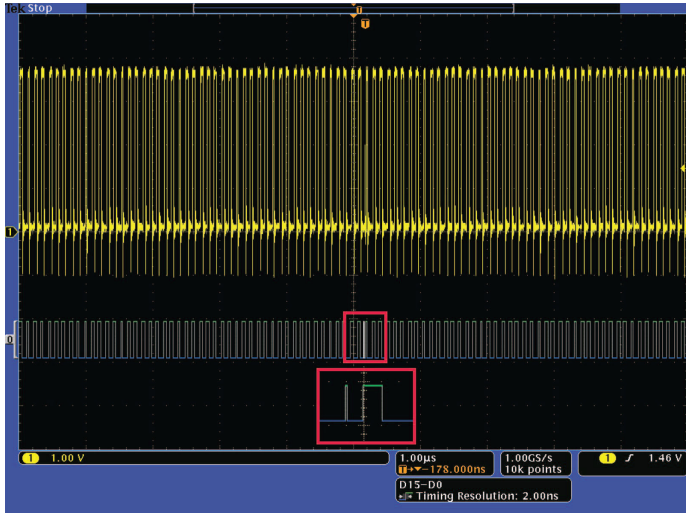 Tek Stop
T
T
1
0
1 1.00 V
1.00µs
T→▼−178.000ns
1.00GS/s
10k points
1 ƒ 1.46 V
D15-D0
Timing Resolution: 2.00ns